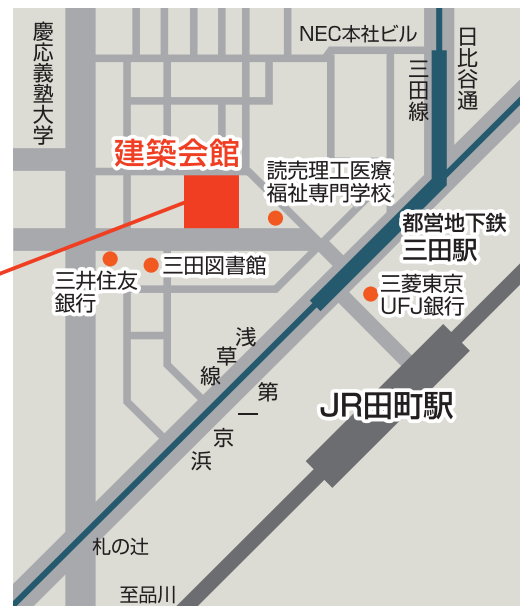 NEC本社ビル
日比谷通
三田線
慶応義塾大学
建築会館
読売理工医療
福祉専門学校
都営地下鉄
三田駅
三井住友
銀行
三田図書館
三菱東京
UFJ銀行
浅草線
第一京浜
JR田町駅
札の辻
至品川